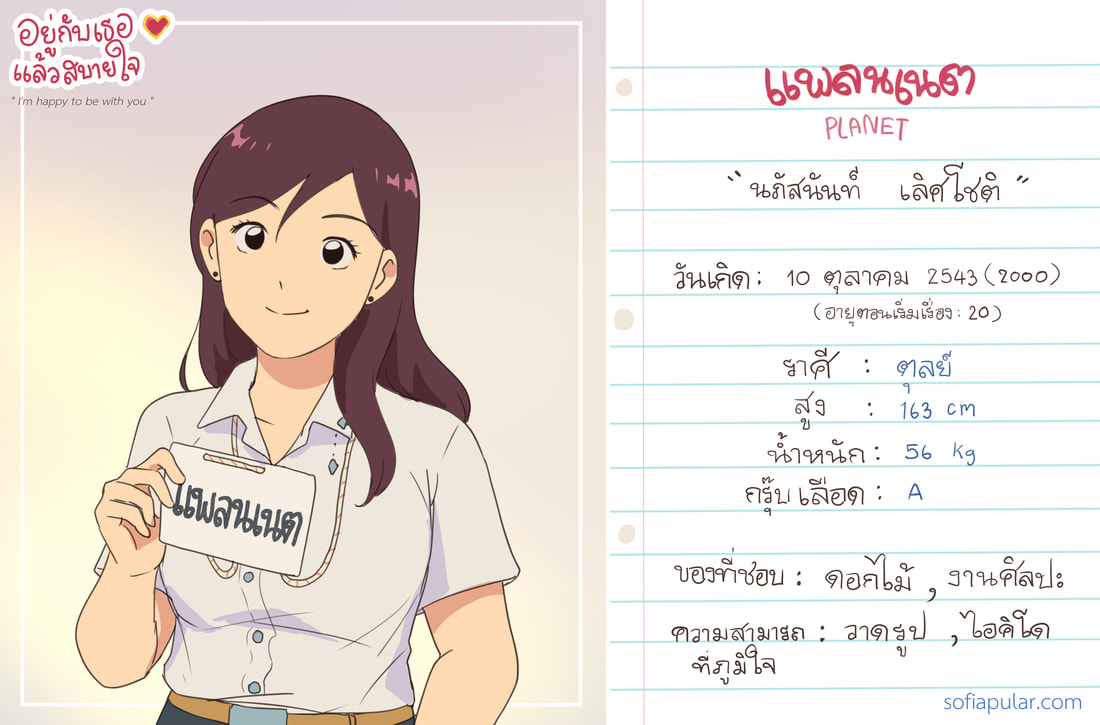 อยู่กับเธอ
แล้วสบายใจ
" I'm happy to be with you "
แพลนเนต
แพลนเนต
PLANET
“ นภัสนันท์ เลิศโชติ ”
วันเกิด : 10 ตุลาคม 2543 (2000)
(อายุตอนเริ่มเรื่อง : 20)
ราศี : ตุลย์
สูง : 163 cm
น้ำหนัก : 56 kg
กรุ๊บเลือด : A
ของที่ชอบ : ดอกไม้ , งานศิลปะ
ความสามารถ : วาดรูป , ไอคิโด
ที่ภูมิใจ
sofiapular.com